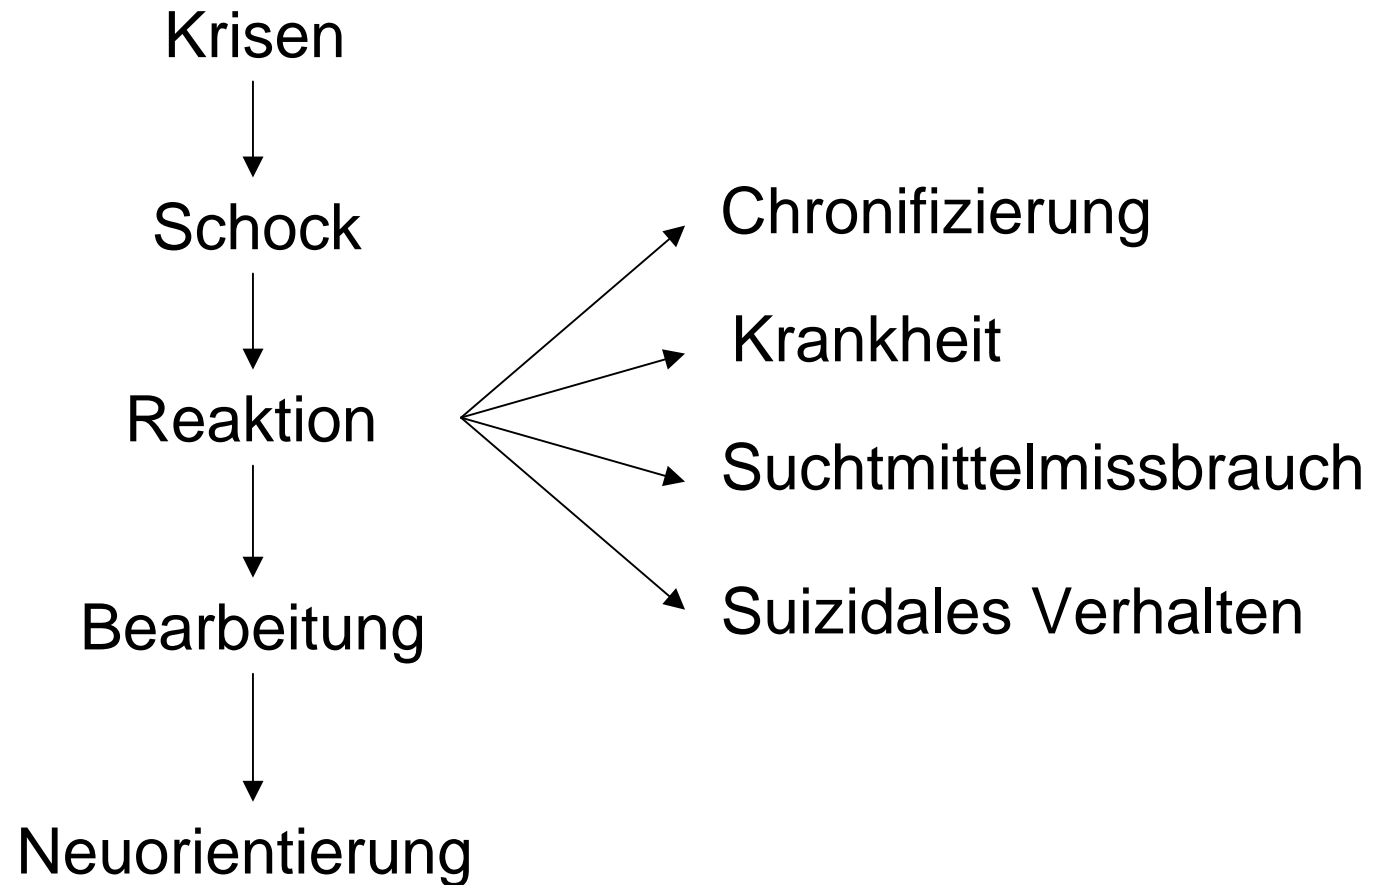 Krisen
Schock
Reaktion
Bearbeitung
Neuorientierung
Chronifizierung
Krankheit
Suchtmittelmissbrauch
Suizidales Verhalten